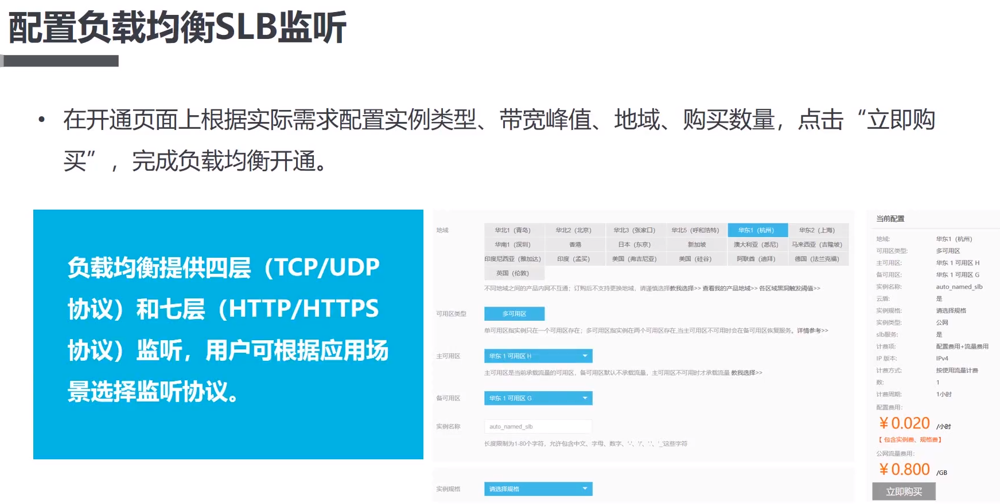 配置负载均衡SLB监听
• 在开通页面上根据实际需求配置实例类型、带宽峰值、地域、购买数量，点击“立即购
买”，完成负载均衡开通。
负载均衡提供四层（TCP/UDP
协议）和七层（HTTP/HTTPS
协议）监听，用户可根据应用场
景选择监听协议。
地域
华北1（青岛） 华北2（北京） 华北3（张家口） 华北5（呼和浩特） 华东1（杭州） 华东2（上海）
华南1（深圳） 香港 日本（东京） 新加坡 澳大利亚（悉尼） 马来西亚（吉隆坡）
印度尼西亚（雅加达） 印度（孟买） 美国（弗吉尼亚） 美国（硅谷） 阿联酋（迪拜） 德国（法兰克福）
英国（伦敦）
不同地域之间的产品内网不互通；订购后不支持更换地域，请谨慎选择教我选择>> 查看我的产品地域>> 各区域黑洞触发阈值>>
可用区类型 多可用区
单可用区指实例只在一个可用区存在；多可用区指实例在两个可用区存在,当主可用区不可用时会在备可用区恢复服务。详情参考>>
主可用区 华东 1 可用区 H
主可用区是当前承载流量的可用区，备可用区默认不承载流量，主可用区不可用时才承载流量 教我选择>>
备可用区 华东 1 可用区 G
实例名称 auto_named_slb
长度限制为1-80个字符，允许包含中文、字母、数字、'-'、'/'、'.'、'_'这些字符
实例规格 请选择规格
当前配置
地域: 华东1（杭州）
可用区类型: 多可用区
主可用区: 华东 1 可用区 H
备可用区: 华东 1 可用区 G
实例名称: auto_named_slb
云盾: 是
实例规格: 请选择规格
实例类型: 公网
slb服务: 是
计费项: 配置费用+流量费用
IP 版本: IPv4
计费方式: 按使用流量计费
数: 1
计费周期: 1小时
配置费用:
￥0.020 /小时
【 包含实例费、规格费】
公网流量费用:
￥0.800 /GB
立即购买